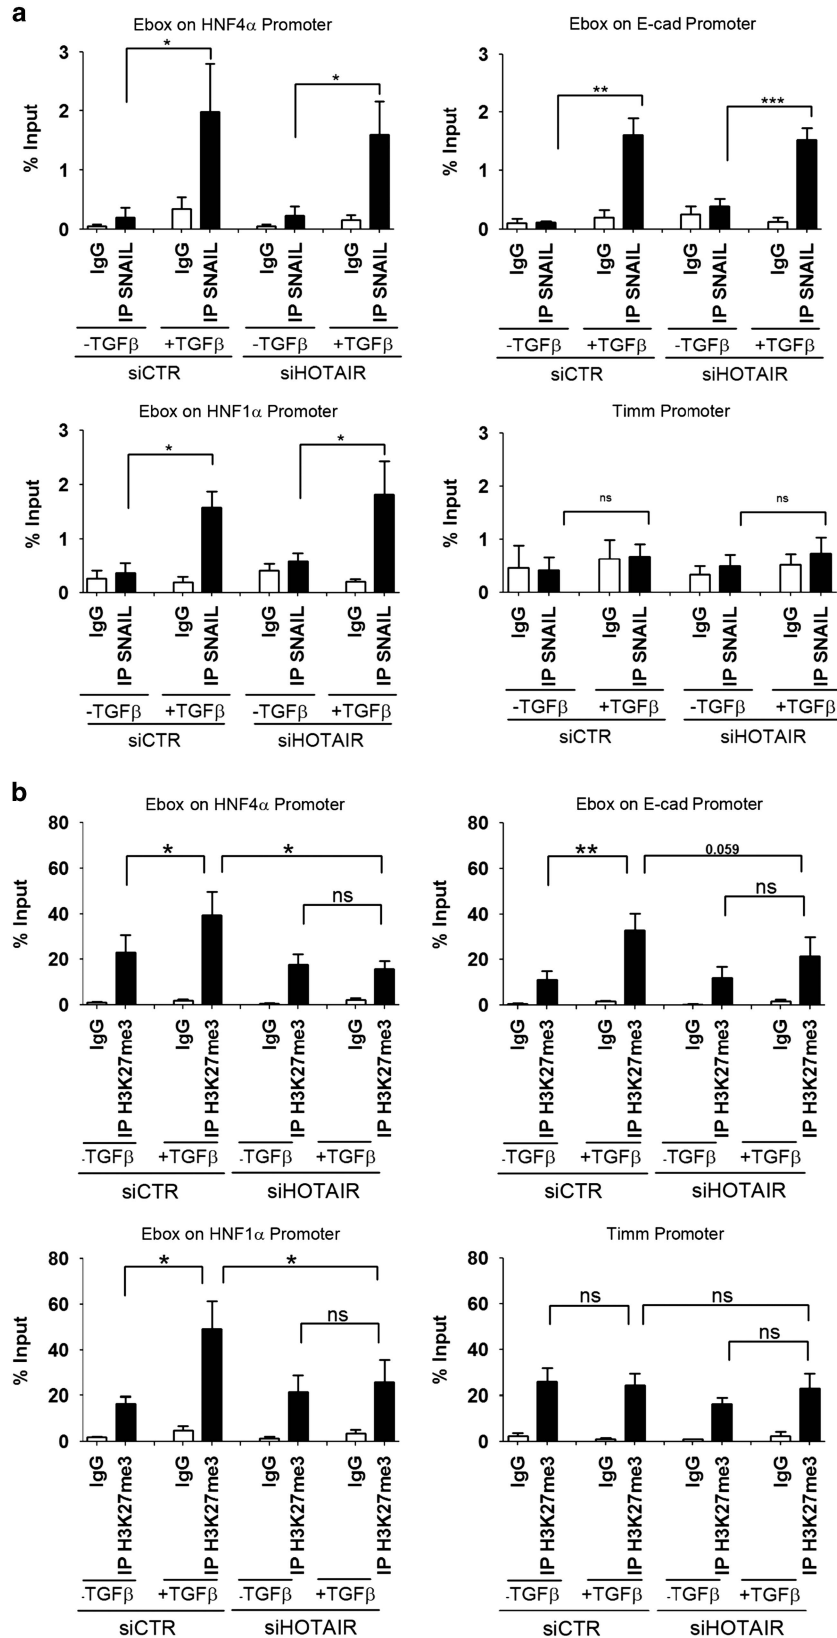 a
Ebox on HNF4α Promoter
*
*
% Input
3
2
1
0
IgG
IP SNAIL
IgG
IP SNAIL
IgG
IP SNAIL
IgG
IP SNAIL
-TGFβ +TGFβ -TGFβ +TGFβ
siCTR siHOTAIR
Ebox on E-cad Promoter
**
***
% Input
3
2
1
0
IgG
IP SNAIL
IgG
IP SNAIL
IgG
IP SNAIL
IgG
IP SNAIL
-TGFβ +TGFβ -TGFβ +TGFβ
siCTR siHOTAIR
Ebox on HNF1α Promoter
*
*
% Input
3
2
1
0
IgG
IP SNAIL
IgG
IP SNAIL
IgG
IP SNAIL
IgG
IP SNAIL
-TGFβ +TGFβ -TGFβ +TGFβ
siCTR siHOTAIR
Timm Promoter
ns
ns
% Input
3
2
1
0
IgG
IP SNAIL
IgG
IP SNAIL
IgG
IP SNAIL
IgG
IP SNAIL
-TGFβ +TGFβ -TGFβ +TGFβ
siCTR siHOTAIR
b
Ebox on HNF4α Promoter
* *
ns
% Input
80
60
40
20
0
IgG
IP H3K27me3
IgG
IP H3K27me3
IgG
IP H3K27me3
IgG
IP H3K27me3
-TGFβ +TGFβ -TGFβ +TGFβ
siCTR siHOTAIR
Ebox on E-cad Promoter
** 0.059
ns
% Input
80
60
40
20
0
IgG
IP H3K27me3
IgG
IP H3K27me3
IgG
IP H3K27me3
IgG
IP H3K27me3
-TGFβ +TGFβ -TGFβ +TGFβ
siCTR siHOTAIR
Ebox on HNF1α Promoter
* *
ns
% Input
80
60
40
20
0
IgG
IP H3K27me3
IgG
IP H3K27me3
IgG
IP H3K27me3
IgG
IP H3K27me3
-TGFβ +TGFβ -TGFβ +TGFβ
siCTR siHOTAIR
Timm Promoter
ns ns
ns
% Input
80
60
40
20
0
IgG
IP H3K27me3
IgG
IP H3K27me3
IgG
IP H3K27me3
IgG
IP H3K27me3
-TGFβ +TGFβ -TGFβ +TGFβ
siCTR siHOTAIR